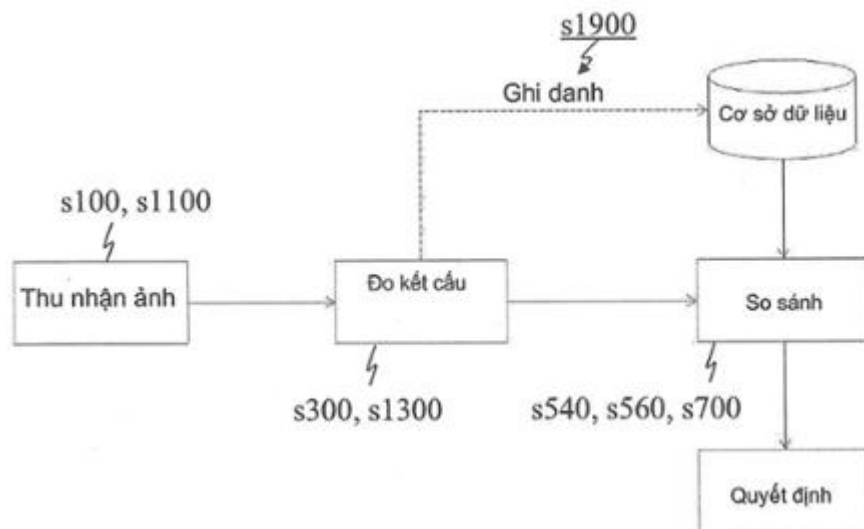 s1900
Ghi danh
Cơ sở dữ liệu
s100, s1100
Thu nhận ảnh
Đo kết cấu
So sánh
s300, s1300
s540, s560, s700
Quyết định